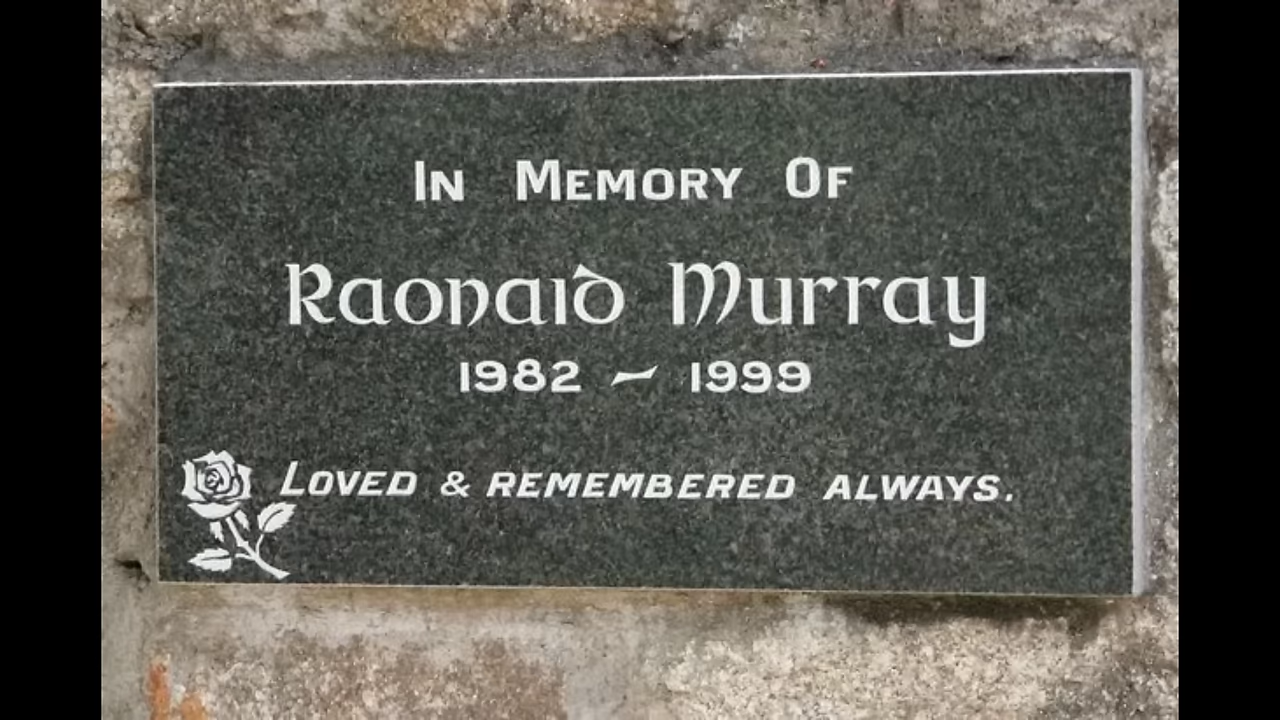 In Memory Of
Raonaid Murray
1982 ~ 1999
Loved & remembered always.